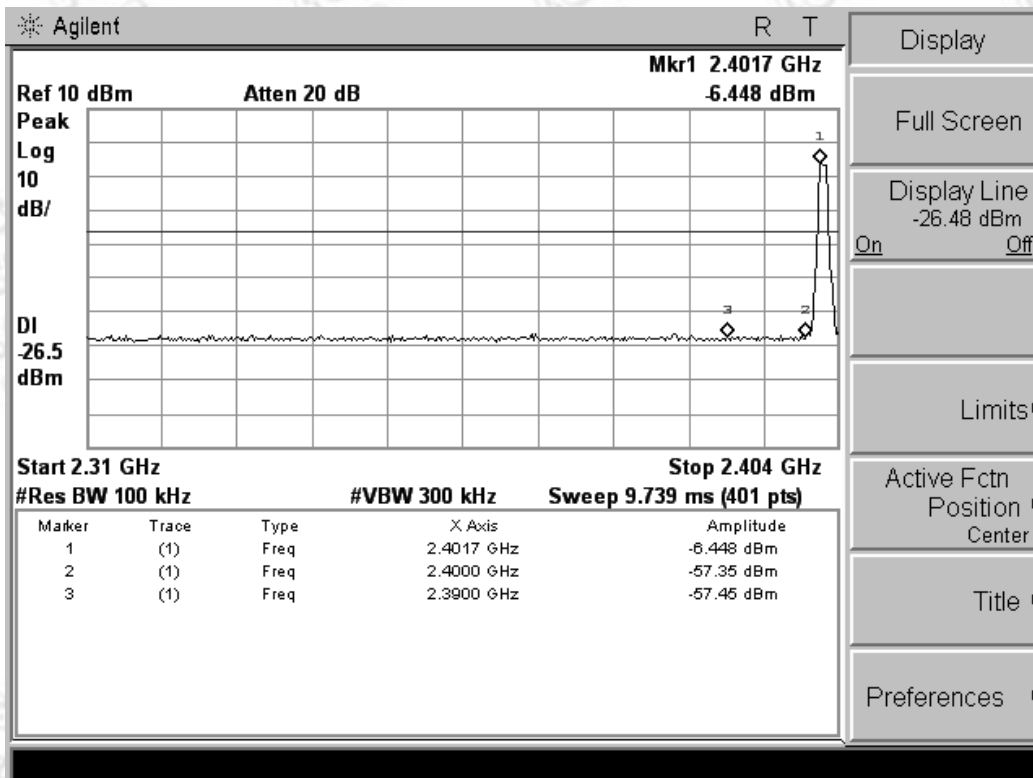 Agilent R T
Mkr1 2.4017 GHz
Ref 10 dBm Atten 20 dB -6.448 dBm
Peak
Log
10
dB/
1
3 2
DI
-26.5
dBm
Start 2.31 GHz Stop 2.404 GHz
#Res BW 100 kHz #VBW 300 kHz Sweep 9.739 ms (401 pts)
Marker Trace Type X Axis Amplitude
1 (1) Freq 2.4017 GHz -6.448 dBm
2 (1) Freq 2.4000 GHz -57.35 dBm
3 (1) Freq 2.3900 GHz -57.45 dBm
Display
Full Screen
Display Line
-26.48 dBm
On Off
Limits
Active Fctn
Position
Center
Title
Preferences